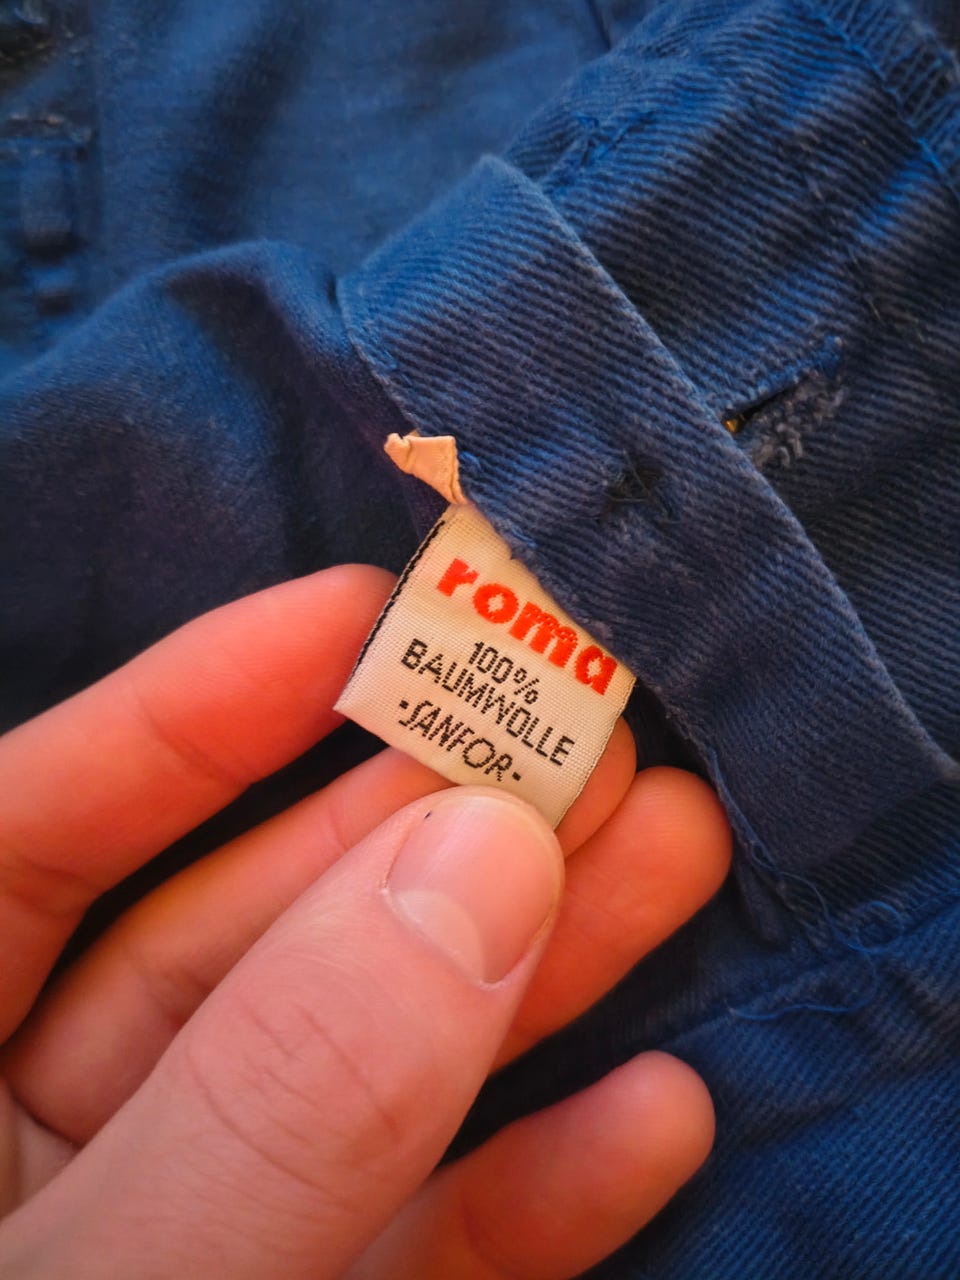 roma
100%
BAUMWOLLE
-SANFOR-